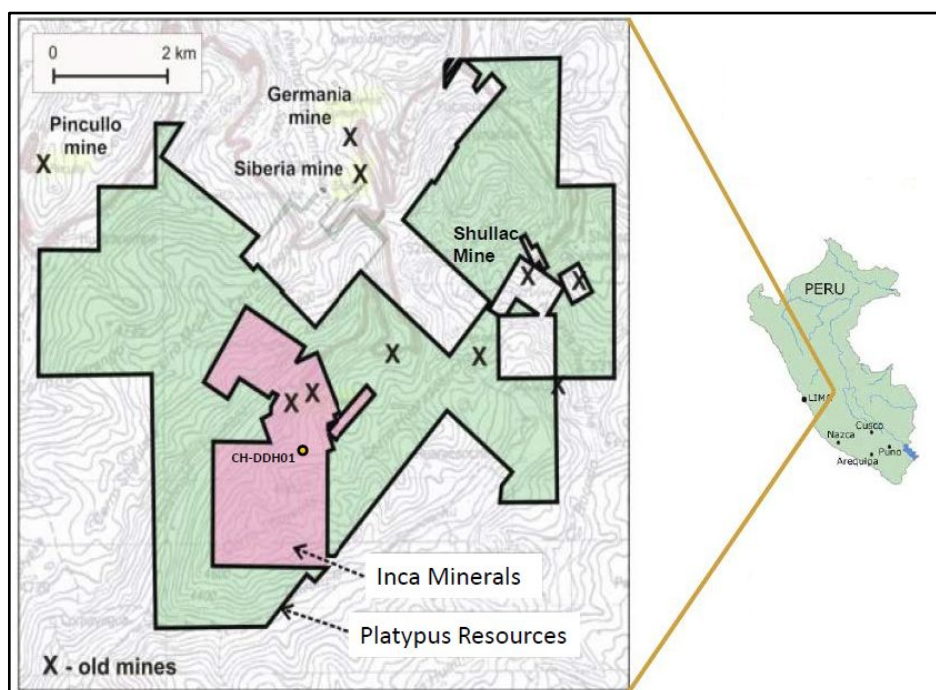 0 2 km
Germania
mine
X
Pincullo
mine
X
Siberia mine X
Shullac
Mine
X
X
X
X
X
X X
CH-DDH01
Inca Minerals
Platypus Resources
X - old mines
PERU
LIMA
Cusco
Nazca
Puno
Arequipa